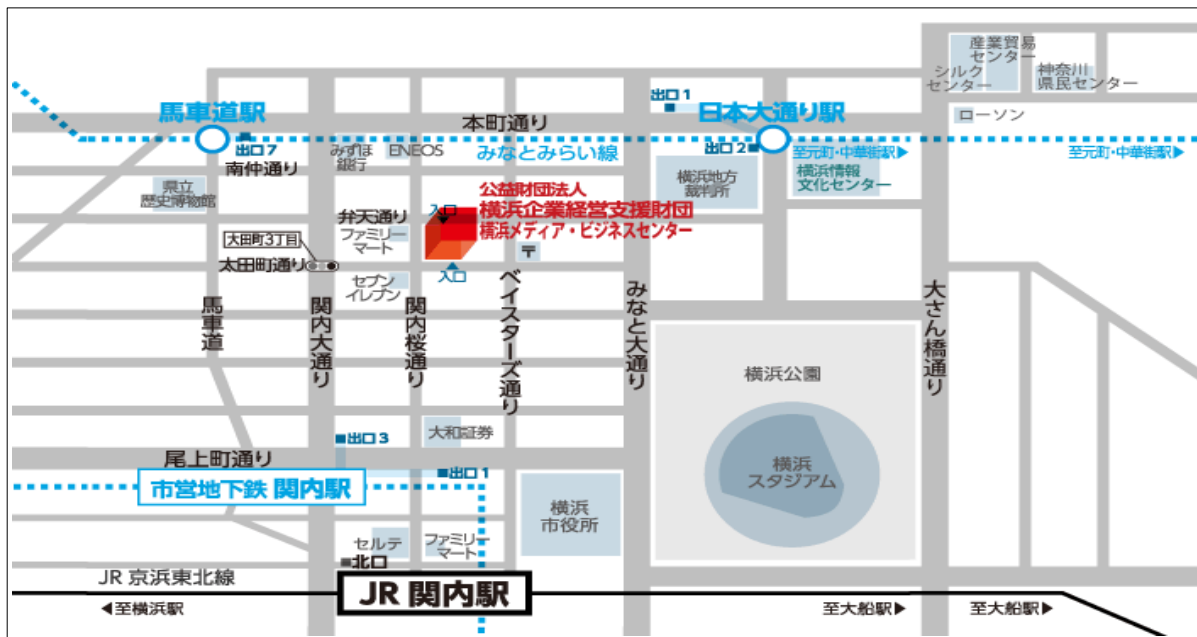 産業貿易
センター
シルク
センター
神奈川
県民センター
ローソン
馬車道駅
出口7
本町通り
出口1
日本大通り駅
出口2
みずほ
銀行
ENEOS
みなとみらい線
至元町・中華街駅▶
至元町・中華街駅▶
南仲通り
県立
歴史博物館
横浜地方
裁判所
横浜情報
文化センター
公益財団法人
横浜企業経営支援財団
横浜メディア・ビジネスセンター
入口
弁天通り
ファミリー
マート
大田町3丁目
太田町通り
セブン
イレブン
入口
〒
馬車道
関内大通り
関内桜通り
ベイスターズ通り
みなと大通り
大さん橋通り
横浜公園
横浜
スタジアム
大和証券
出口3
尾上町通り
出口1
市営地下鉄 関内駅
横浜
市役所
セルテ
ファミリー
マート
北口
JR 京浜東北線
JR 関内駅
◀至横浜駅
至大船駅▶
至大船駅▶